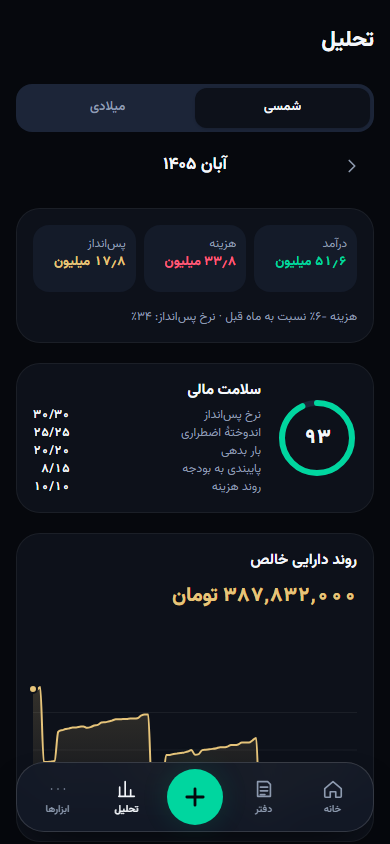 تحلیل
شمسی
میلادی
آبان ۱۴۰۵
درآمد
۵۱٫۶ میلیون
هزینه
۳۳٫۸ میلیون
پس‌انداز
۱۷٫۸ میلیون
هزینه -۶٪ نسبت به ماه قبل · نرخ پس‌انداز: ۳۴٪
سلامت مالی
۹۳
نرخ پس‌انداز ۳۰/۳۰
اندوختهٔ اضطراری ۲۵/۲۵
بار بدهی ۲۰/۲۰
پایبندی به بودجه ۸/۱۵
روند هزینه ۱۰/۱۰
روند دارایی خالص
۳۸۷,۸۳۲,۰۰۰ تومان
خانه
دفتر
تحلیل
ابزارها